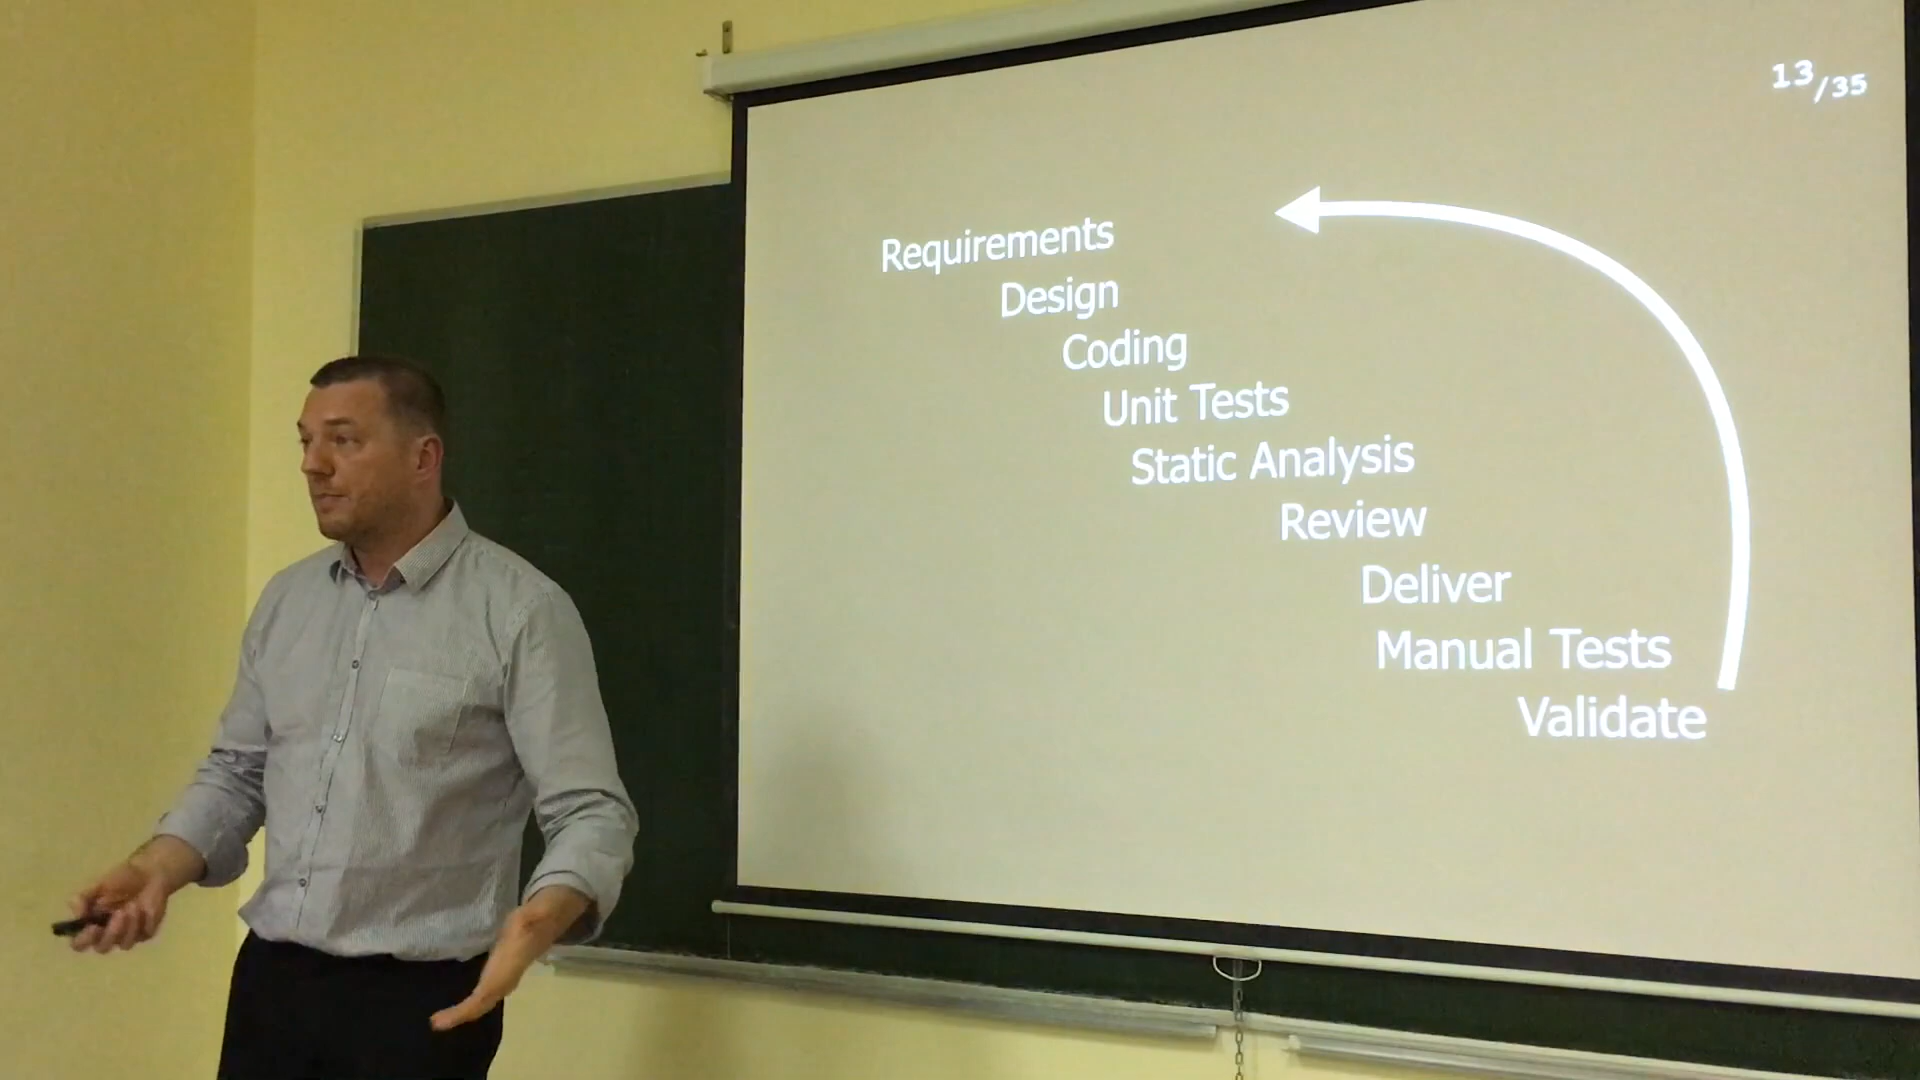 13/35
Requirements
Design
Coding
Unit Tests
Static Analysis
Review
Deliver
Manual Tests
Validate